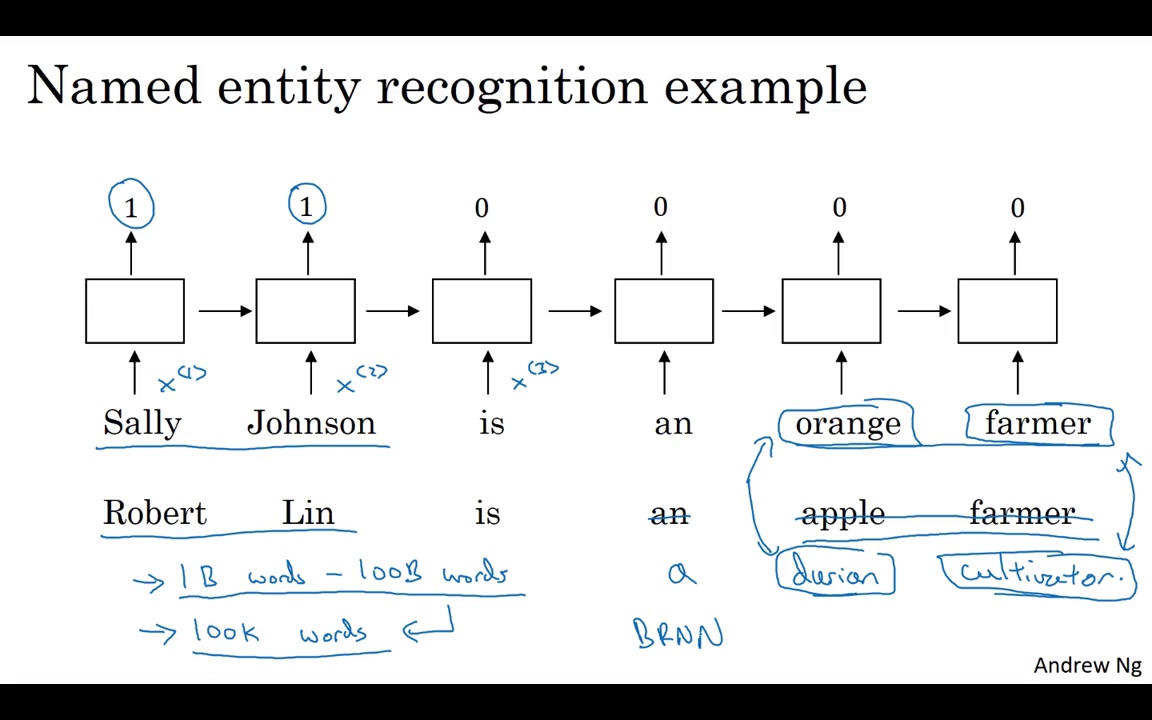 Named entity recognition example
1 1 0 0 0 0
x<1> x<2> x<3>
Sally Johnson is an orange farmer
Robert Lin is an apple farmer
→ 1B words - 100B words a durian cultivator.
→ 100K words BRNN
Andrew Ng